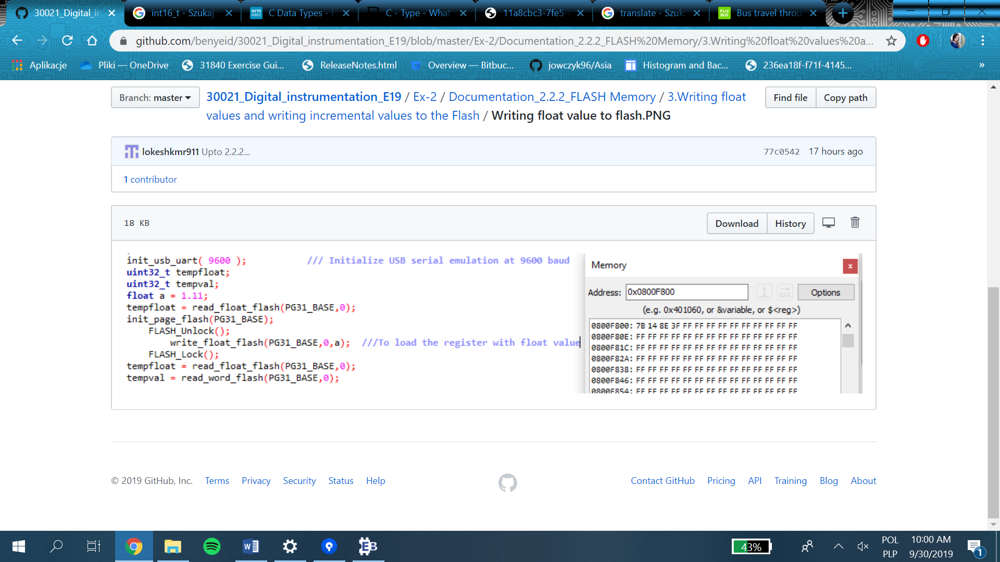 30021_Digital_in
int16_t - Szukaj
C Data Types -
C - Type - What
11a8cbc3-7fe5-
translate - Szuka
Bus travel throu
github.com/benyeid/30021_Digital_instrumentation_E19/blob/master/Ex-2/Documentation_2.2.2_FLASH%20Memory/3.Writing%20float%20values%20a...
Aplikacje
Pliki — OneDrive
31840 Exercise Gui...
ReleaseNotes.html
Overview — Bitbuc...
jowczyk96/Asia
Histogram and Bac...
236ea18f-f71f-4145...
»
Branch: master
30021_Digital_instrumentation_E19 / Ex-2 / Documentation_2.2.2_FLASH Memory / 3.Writing float
values and writing incremental values to the Flash / Writing float value to flash.PNG
Find file
Copy path
lokeshkmr911 Upto 2.2.2...
77c0542 17 hours ago
1 contributor
18 KB
Download
History
init_usb_uart( 9600 ); /// Initialize USB serial emulation at 9600 baud
uint32_t tempfloat;
uint32_t tempval;
float a = 1.11;
tempfloat = read_float_flash(PG31_BASE,0);
init_page_flash(PG31_BASE);
FLASH_Unlock();
write_float_flash(PG31_BASE,0,a); ///To load the register with float value
FLASH_Lock();
tempfloat = read_float_flash(PG31_BASE,0);
tempval = read_word_flash(PG31_BASE,0);
Memory
x
Address: 0x0800F800
Options
(e.g. 0x401060, or &variable, or $<reg>)
0800F800: 7B 14 8E 3F FF FF FF FF FF FF FF FF FF FF
0800F80E: FF FF FF FF FF FF FF FF FF FF FF FF FF FF
0800F81C: FF FF FF FF FF FF FF FF FF FF FF FF FF FF
0800F82A: FF FF FF FF FF FF FF FF FF FF FF FF FF FF
0800F838: FF FF FF FF FF FF FF FF FF FF FF FF FF FF
0800F846: FF FF FF FF FF FF FF FF FF FF FF FF FF FF
0800F854: FF FF FF FF FF FF FF FF FF FF FF FF FF FF
© 2019 GitHub, Inc. Terms Privacy Security Status Help
Contact GitHub Pricing API Training Blog About
43%
POL
PLP
10:00 AM
9/30/2019
1